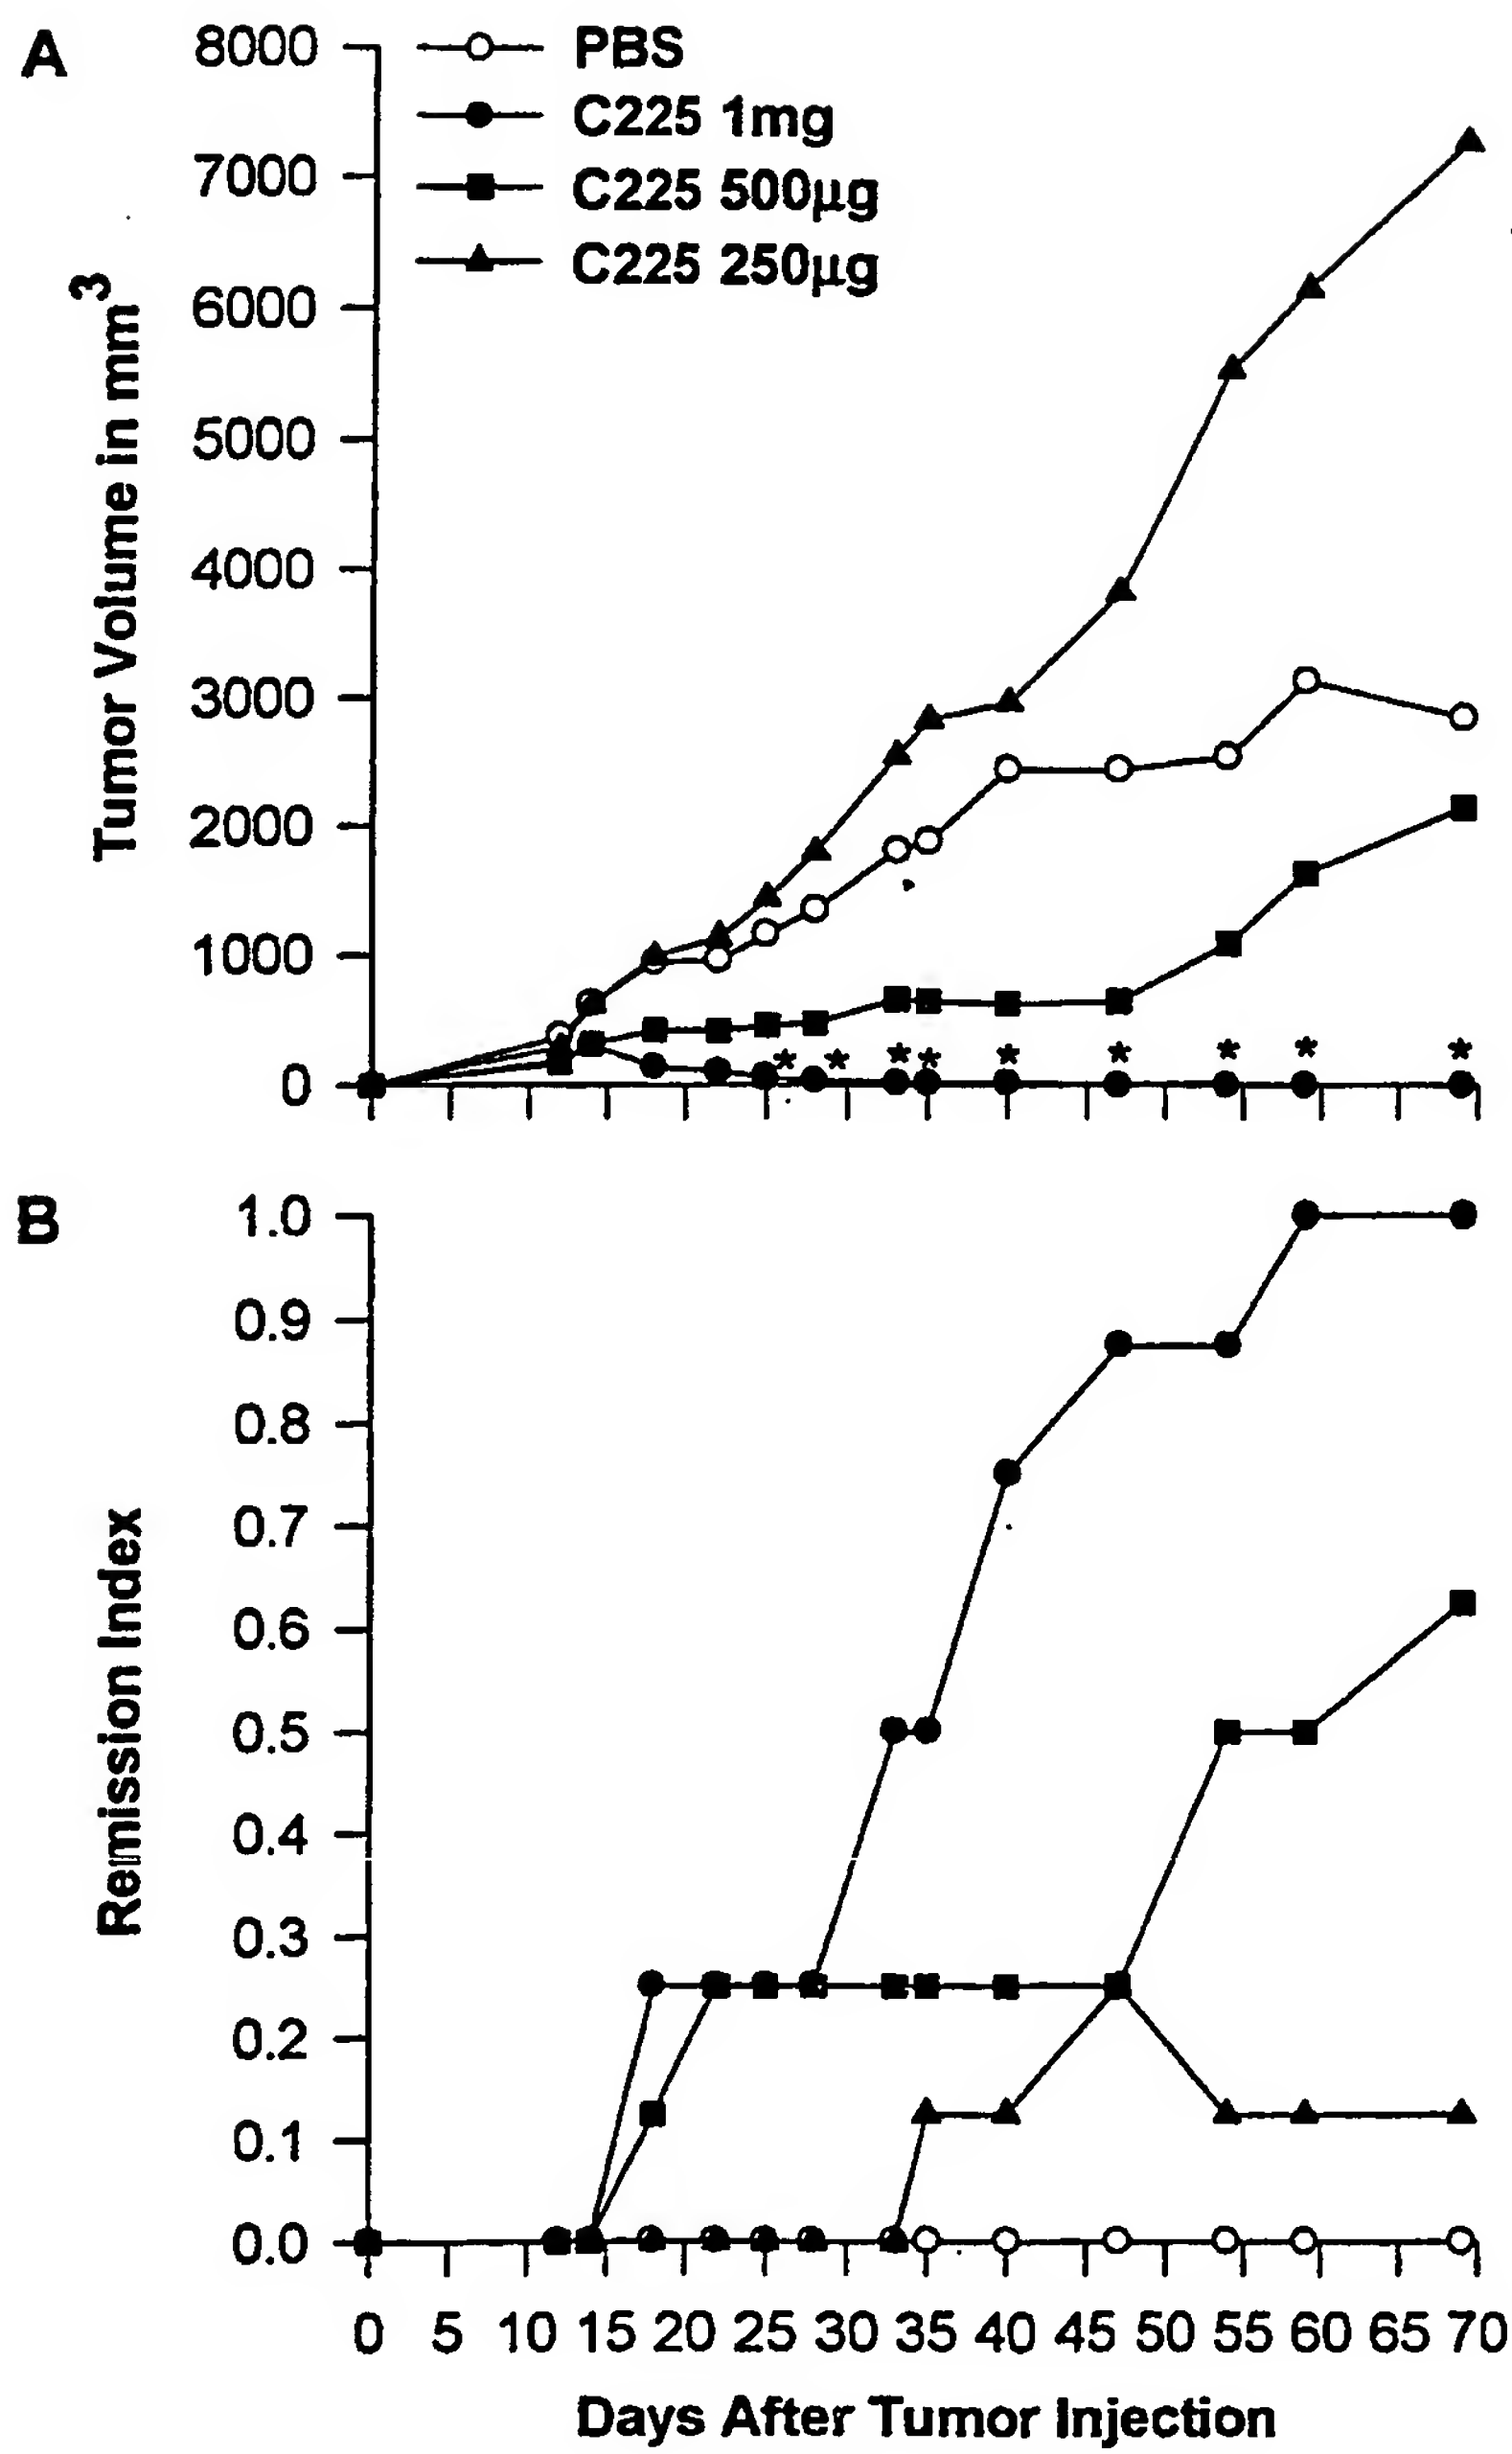 A
8000
PBS
C225 1mg
7000
C225 500µg
C225 250µg
6000
5000
4000
3000
2000
1000
0
Tumor Volume in mm3
* * * * * * * * *
B
1.0
0.9
0.8
0.7
0.6
0.5
0.4
0.3
0.2
0.1
0.0
Remission Index
0 5 10 15 20 25 30 35 40 45 50 55 60 65 70
Days After Tumor Injection